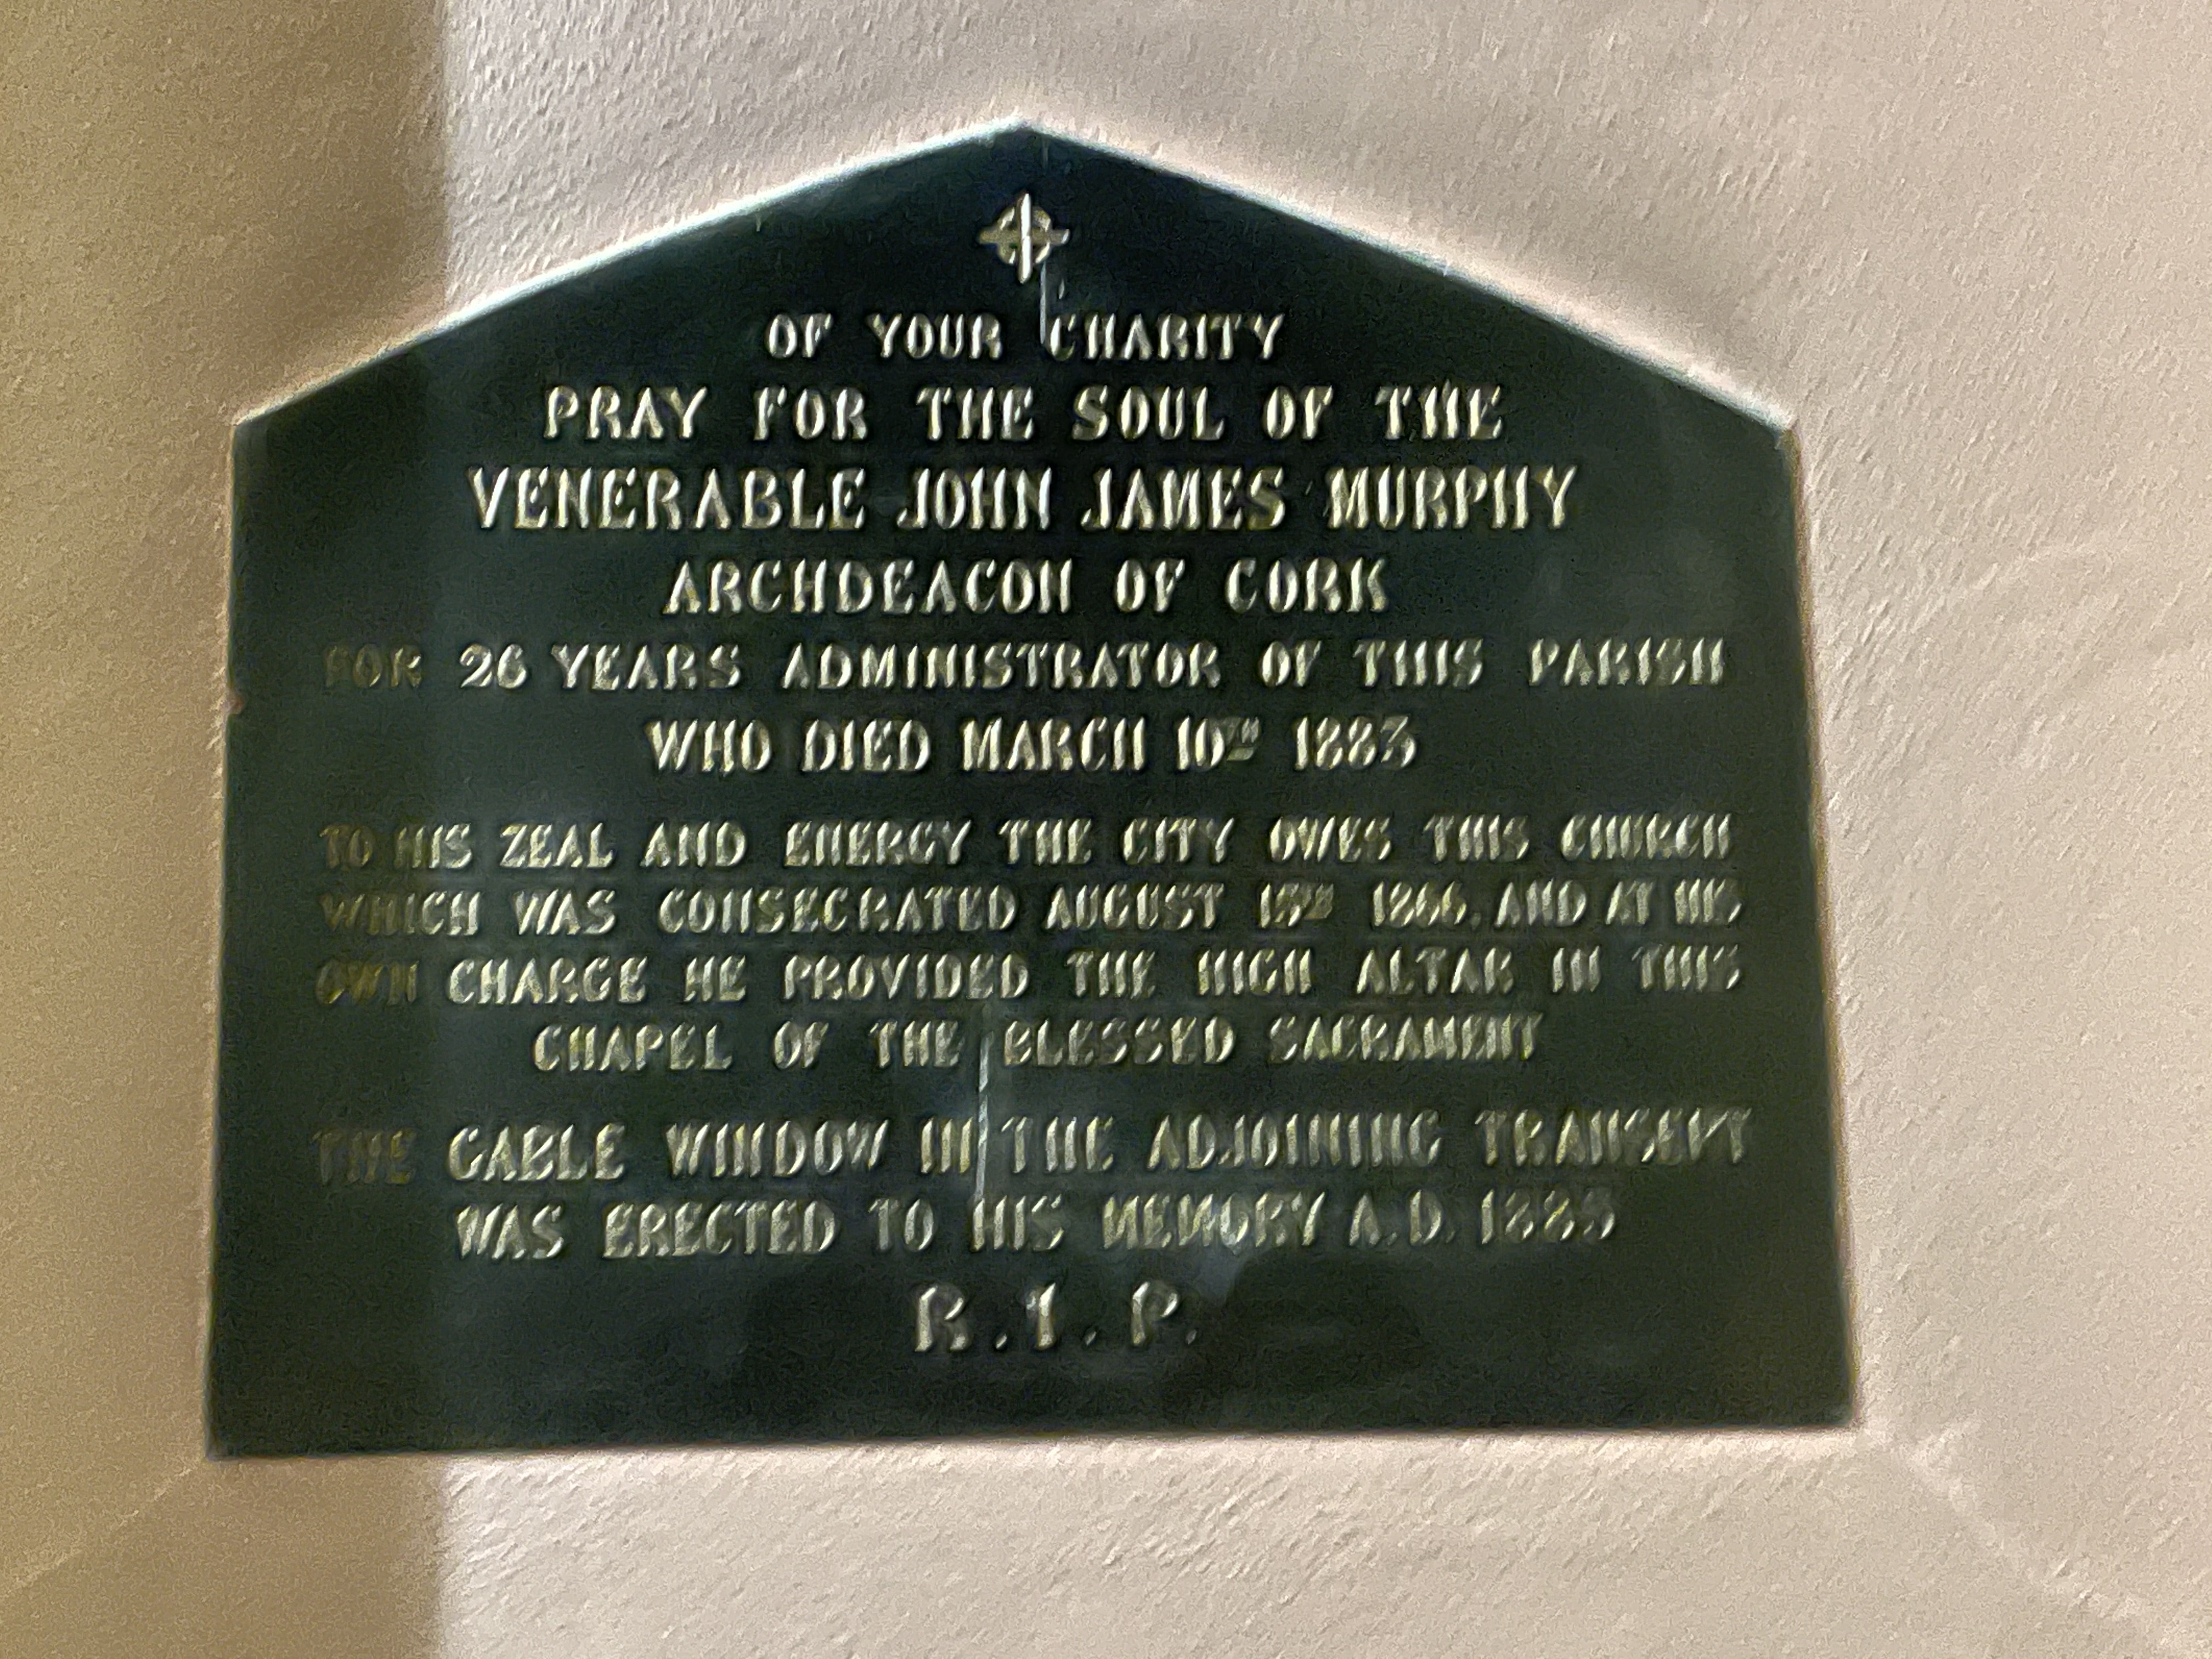 OF YOUR CHARITY
PRAY FOR THE SOUL OF THE
VENERABLE JOHN JAMES MURPHY
ARCHDEACON OF CORK
FOR 26 YEARS ADMINISTRATOR OF THIS PARISH
WHO DIED MARCH 10TH 1883
TO HIS ZEAL AND ENERGY THE CITY OWES THIS CHURCH
WHICH WAS CONSECRATED AUGUST 15TH 1866, AND AT HIS
OWN CHARGE HE PROVIDED THE HIGH ALTAR IN THIS
CHAPEL OF THE BLESSED SACRAMENT
THE GABLE WINDOW IN THE ADJOINING TRANSEPT
WAS ERECTED TO HIS MEMORY A.D. 1885
R.I.P.